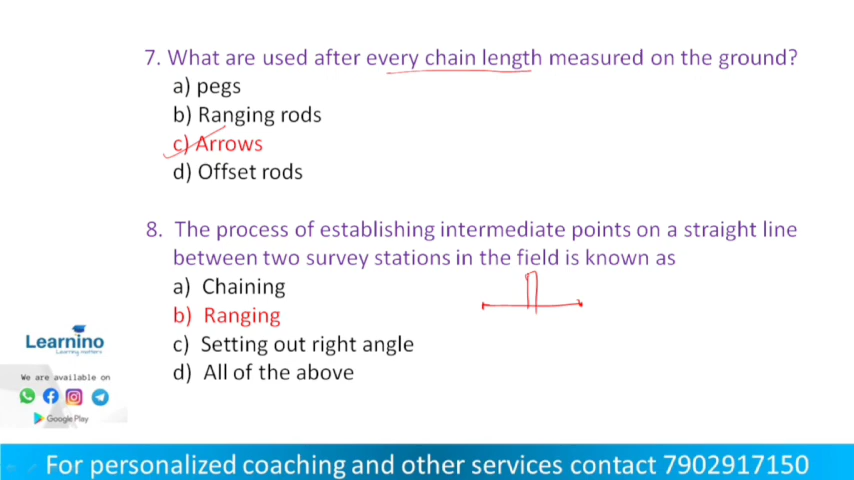 7. What are used after every chain length measured on the ground?
a) pegs
b) Ranging rods
c) Arrows
d) Offset rods
8. The process of establishing intermediate points on a straight line
between two survey stations in the field is known as
a) Chaining
b) Ranging
c) Setting out right angle
d) All of the above
Learnino
Learning matters
We are available on
Google Play
For personalized coaching and other services contact 7902917150